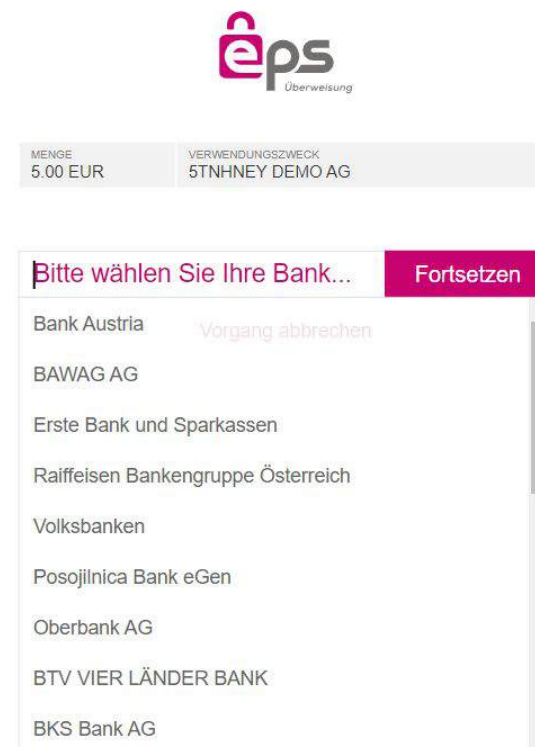 eps
Überweisung
MENGE VERWENDUNGSZWECK
5.00 EUR 5TNHNEY DEMO AG
Bitte wählen Sie Ihre Bank... Fortsetzen
Bank Austria
Vorgang abbrechen
BAWAG AG
Erste Bank und Sparkassen
Raiffeisen Bankengruppe Österreich
Volksbanken
Posojilnica Bank eGen
Oberbank AG
BTV VIER LÄNDER BANK
BKS Bank AG